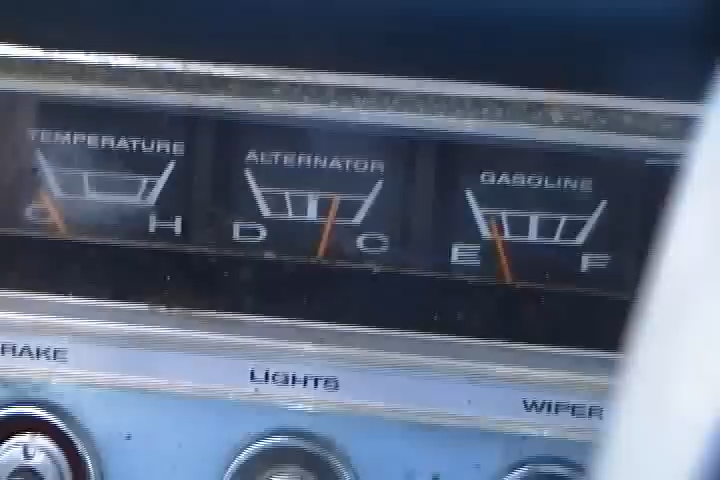 TEMPERATURE
ALTERNATOR
GASOLINE
C H
D C
E F
RAKE
LIGHTS
WIPER